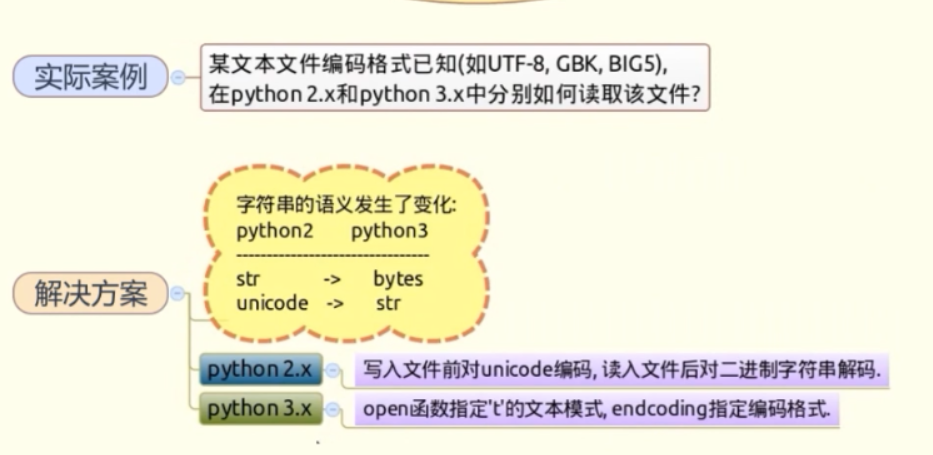 实际案例
某文本文件编码格式已知(如UTF-8, GBK, BIG5),
在python 2.x和python 3.x中分别如何读取该文件?
解决方案
字符串的语义发生了变化:
python2 python3
--------------------------------
str -> bytes
unicode -> str
python 2.x
写入文件前对unicode编码, 读入文件后对二进制字符串解码.
python 3.x
open函数指定't'的文本模式, endcoding指定编码格式.